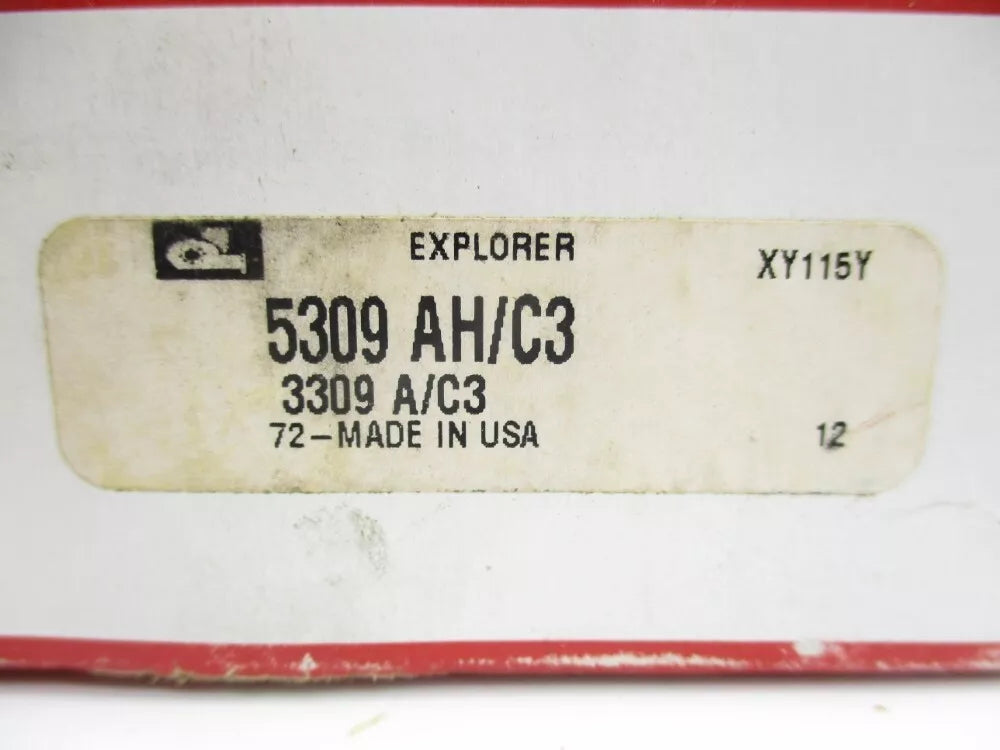 EXPLORER
XY115Y
5309 AH/C3
3309 A/C3
72-MADE IN USA
12